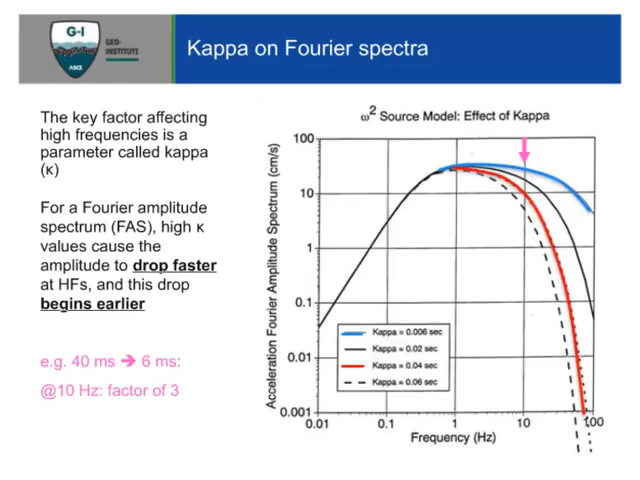 G-I
GEO-
INSTITUTE
ASCE
Kappa on Fourier spectra
The key factor affecting
high frequencies is a
parameter called kappa
(κ)
For a Fourier amplitude
spectrum (FAS), high κ
values cause the
amplitude to drop faster
at HFs, and this drop
begins earlier
e.g. 40 ms ➔ 6 ms:
@10 Hz: factor of 3
ω² Source Model: Effect of Kappa
Acceleration Fourier Amplitude Spectrum (cm/s)
100
10
1
0.1
0.01
0.001
Kappa = 0.006 sec
Kappa = 0.02 sec
Kappa = 0.04 sec
Kappa = 0.06 sec
0.01
0.1
1
10
100
Frequency (Hz)